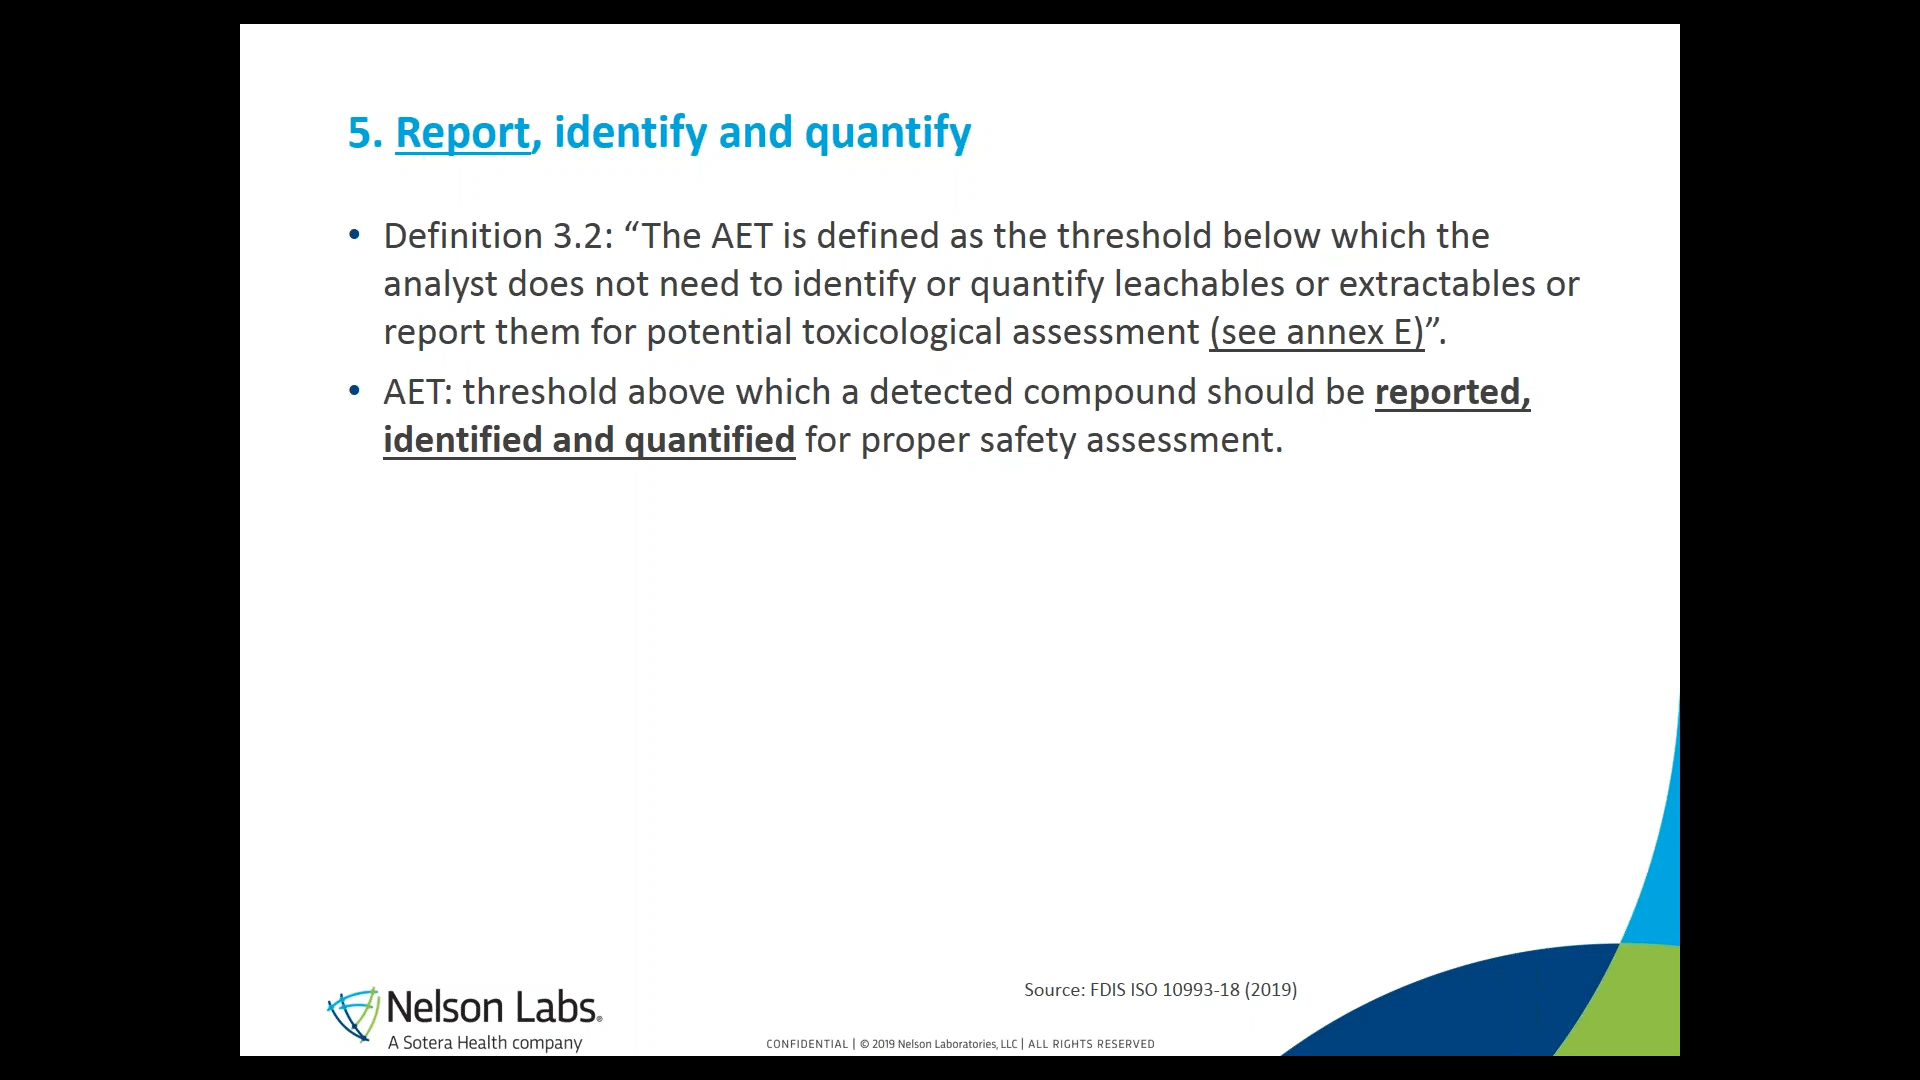 5. Report, identify and quantify
• Definition 3.2: “The AET is defined as the threshold below which the
analyst does not need to identify or quantify leachables or extractables or
report them for potential toxicological assessment (see annex E)”.
• AET: threshold above which a detected compound should be reported,
identified and quantified for proper safety assessment.
Source: FDIS ISO 10993-18 (2019)
Nelson Labs®
A Sotera Health company
CONFIDENTIAL | © 2019 Nelson Laboratories, LLC | ALL RIGHTS RESERVED